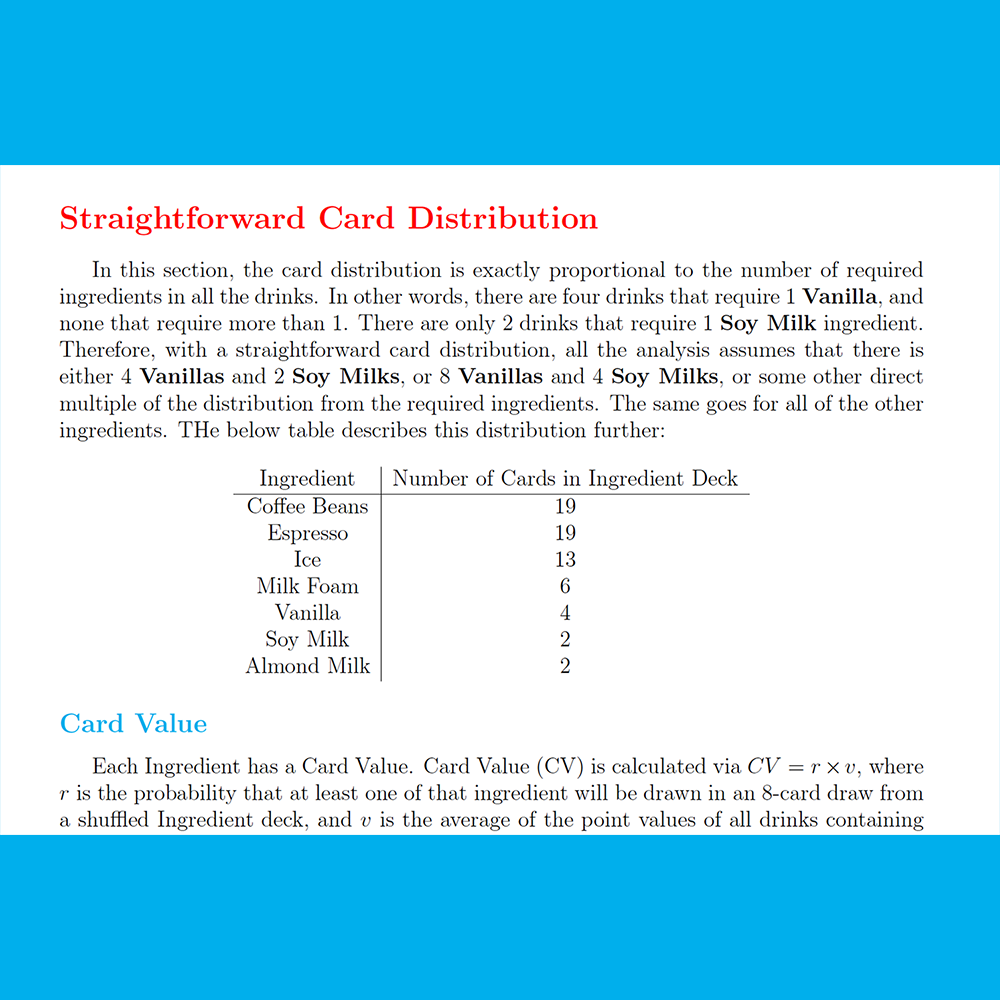 Straightforward Card Distribution
In this section, the card distribution is exactly proportional to the number of required
ingredients in all the drinks. In other words, there are four drinks that require 1 Vanilla, and
none that require more than 1. There are only 2 drinks that require 1 Soy Milk ingredient.
Therefore, with a straightforward card distribution, all the analysis assumes that there is
either 4 Vanillas and 2 Soy Milks, or 8 Vanillas and 4 Soy Milks, or some other direct
multiple of the distribution from the required ingredients. The same goes for all of the other
ingredients. THe below table describes this distribution further:
Ingredient Number of Cards in Ingredient Deck
Coffee Beans 19
Espresso 19
Ice 13
Milk Foam 6
Vanilla 4
Soy Milk 2
Almond Milk 2
Card Value
Each Ingredient has a Card Value. Card Value (CV) is calculated via CV = r × v, where
r is the probability that at least one of that ingredient will be drawn in an 8-card draw from
a shuffled Ingredient deck, and v is the average of the point values of all drinks containing